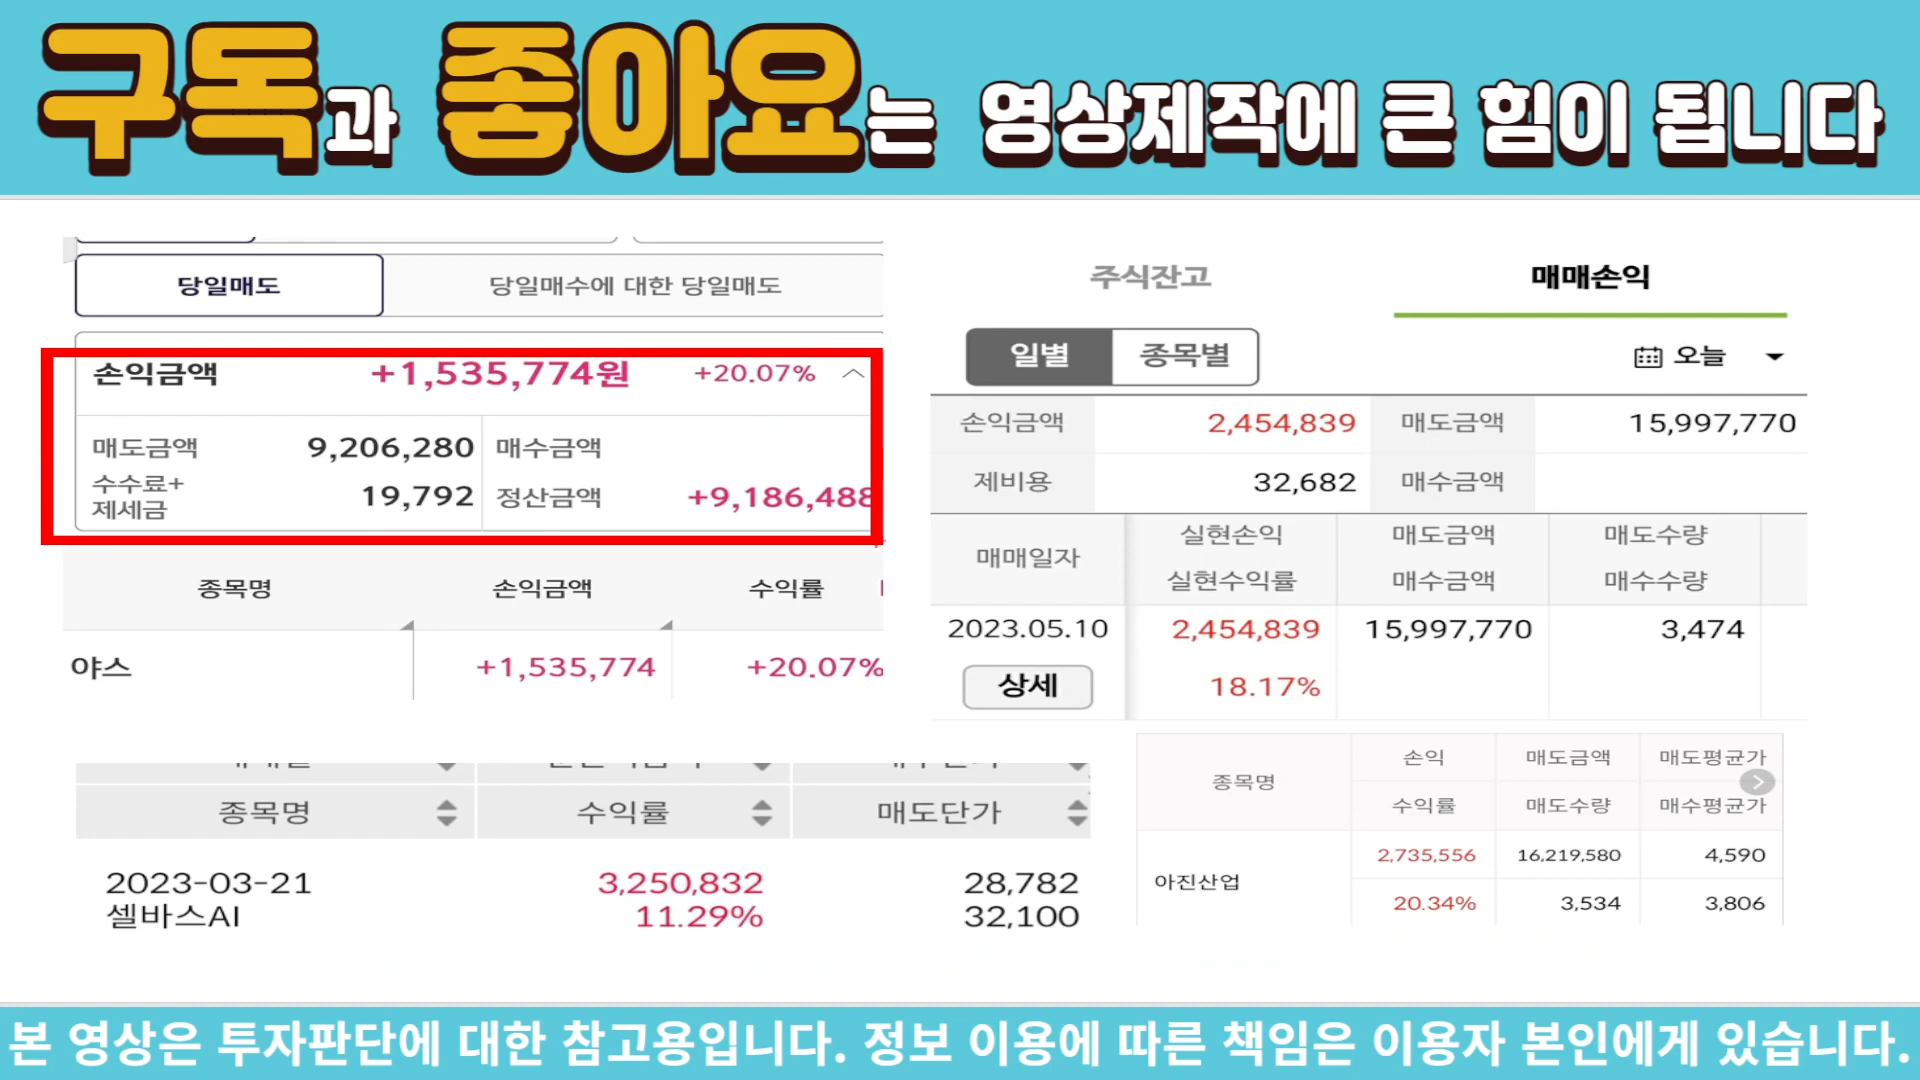 구독과 좋아요는 영상제작에 큰 힘이 됩니다
당일매도 당일매수에 대한 당일매도
손익금액 +1,535,774원 +20.07%
매도금액 9,206,280 매수금액
수수료+
제세금 19,792 정산금액 +9,186,488
종목명 손익금액 수익률
야스 +1,535,774 +20.07%
주식잔고 매매손익
일별 종목별 오늘
손익금액 2,454,839 매도금액 15,997,770
제비용 32,682 매수금액
매매일자 실현손익 매도금액 매도수량
실현수익률 매수금액 매수수량
2023.05.10 2,454,839 15,997,770 3,474
상세 18.17%
종목명 수익률 매도단가
2023-03-21 3,250,832 28,782
셀바스AI 11.29% 32,100
종목명 손익 매도금액 매도평균가
수익률 매도수량 매수평균가
아진산업 2,735,556 16,219,580 4,590
20.34% 3,534 3,806
본 영상은 투자판단에 대한 참고용입니다. 정보 이용에 따른 책임은 이용자 본인에게 있습니다.